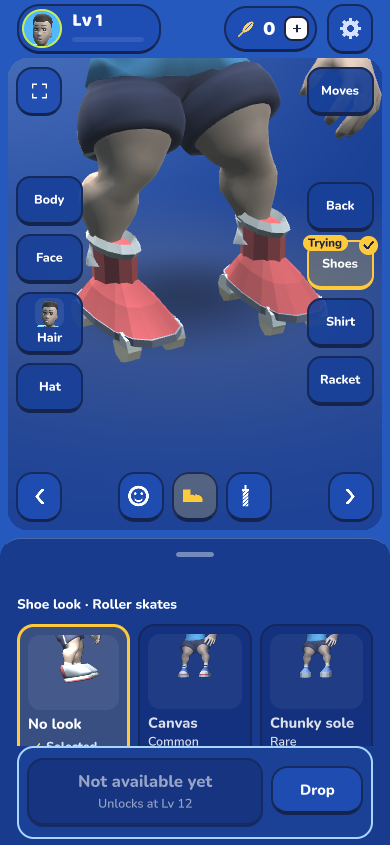 Lv 1
0
+
Moves
Body
Back
Trying
Shoes
Face
Hair
Shirt
Hat
Racket
Shoe look · Roller skates
No look
✓ Selected
Canvas
Common
Chunky sole
Rare
Not available yet
Unlocks at Lv 12
Drop